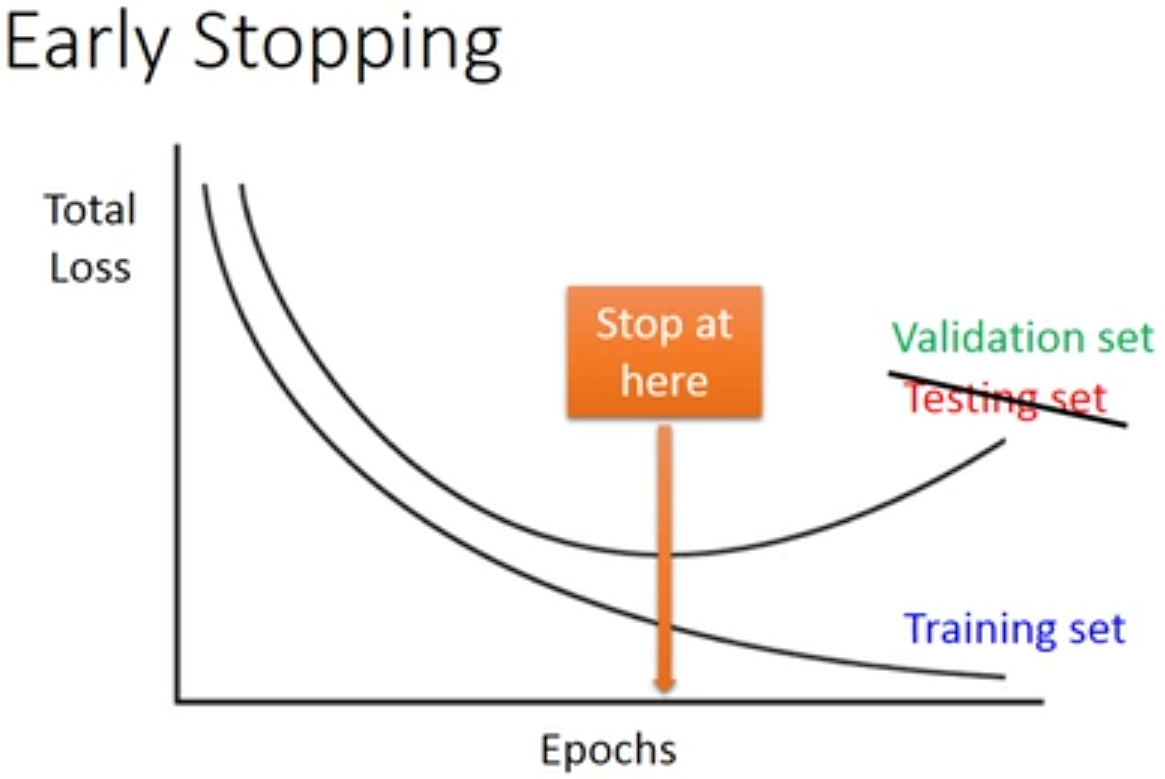 Early Stopping
Total
Loss
Stop at
here
Validation set
Testing set
Training set
Epochs